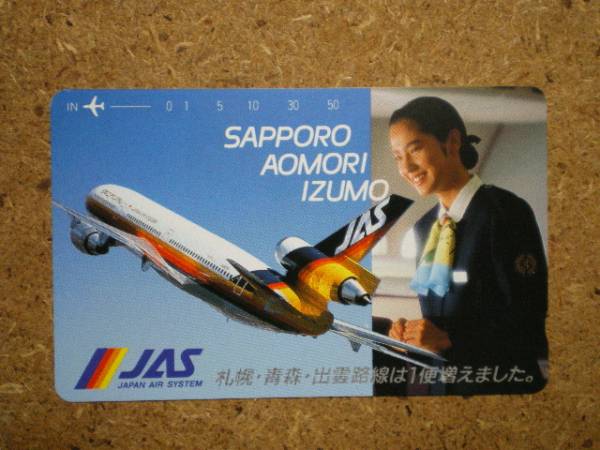 IN 0 1 5 10 30 50
SAPPORO
AOMORI
IZUMO
JAS
JAS
JAPAN AIR SYSTEM
札幌・青森・出雲路線は1便増えました。